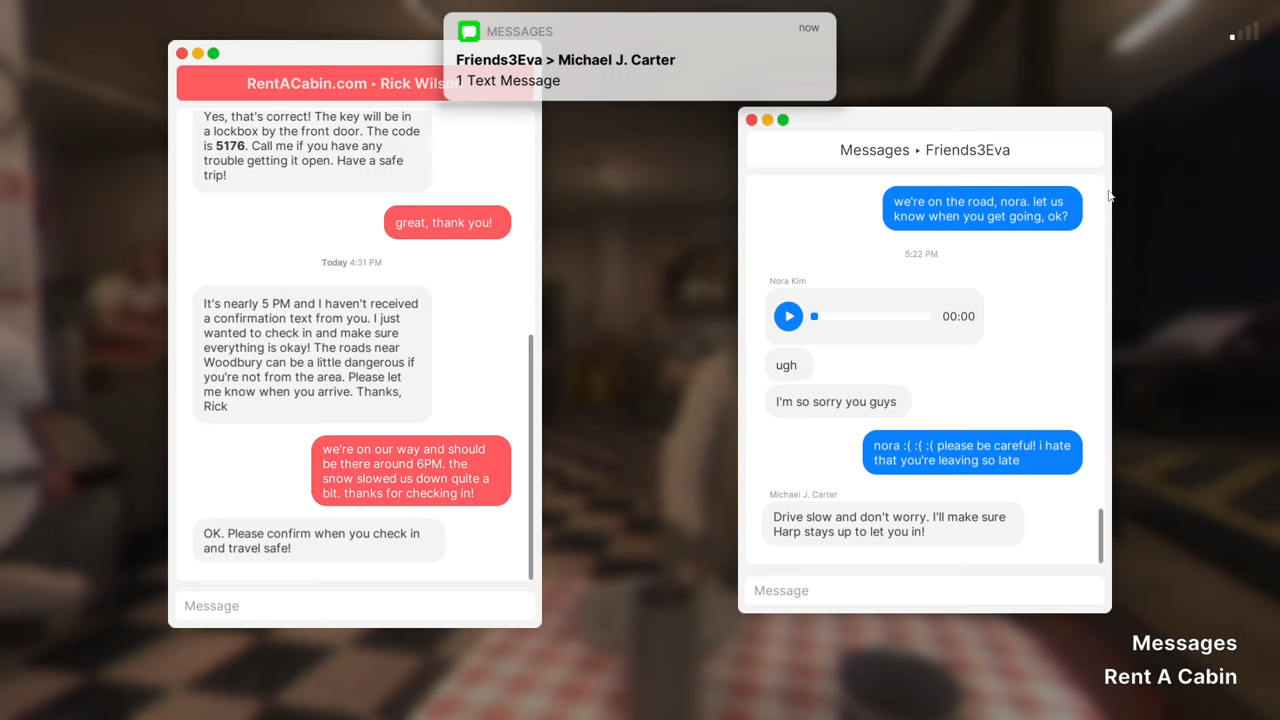 MESSAGES
now
Friends3Eva > Michael J. Carter
1 Text Message
RentACabin.com ‣ Rick Wilson
Yes, that's correct! The key will be in
a lockbox by the front door. The code
is 5176. Call me if you have any
trouble getting it open. Have a safe
trip!
great, thank you!
Today 4:31 PM
It's nearly 5 PM and I haven't received
a confirmation text from you. I just
wanted to check in and make sure
everything is okay! The roads near
Woodbury can be a little dangerous if
you're not from the area. Please let
me know when you arrive. Thanks,
Rick
we're on our way and should
be there around 6PM. the
snow slowed us down quite a
bit. thanks for checking in!
OK. Please confirm when you check in
and travel safe!
Message
Messages ‣ Friends3Eva
we're on the road, nora. let us
know when you get going, ok?
5:22 PM
Nora Kim
00:00
ugh
I'm so sorry you guys
nora :( :( :( please be careful! i hate
that you're leaving so late
Michael J. Carter
Drive slow and don't worry. I'll make sure
Harp stays up to let you in!
Message
Messages
Rent A Cabin